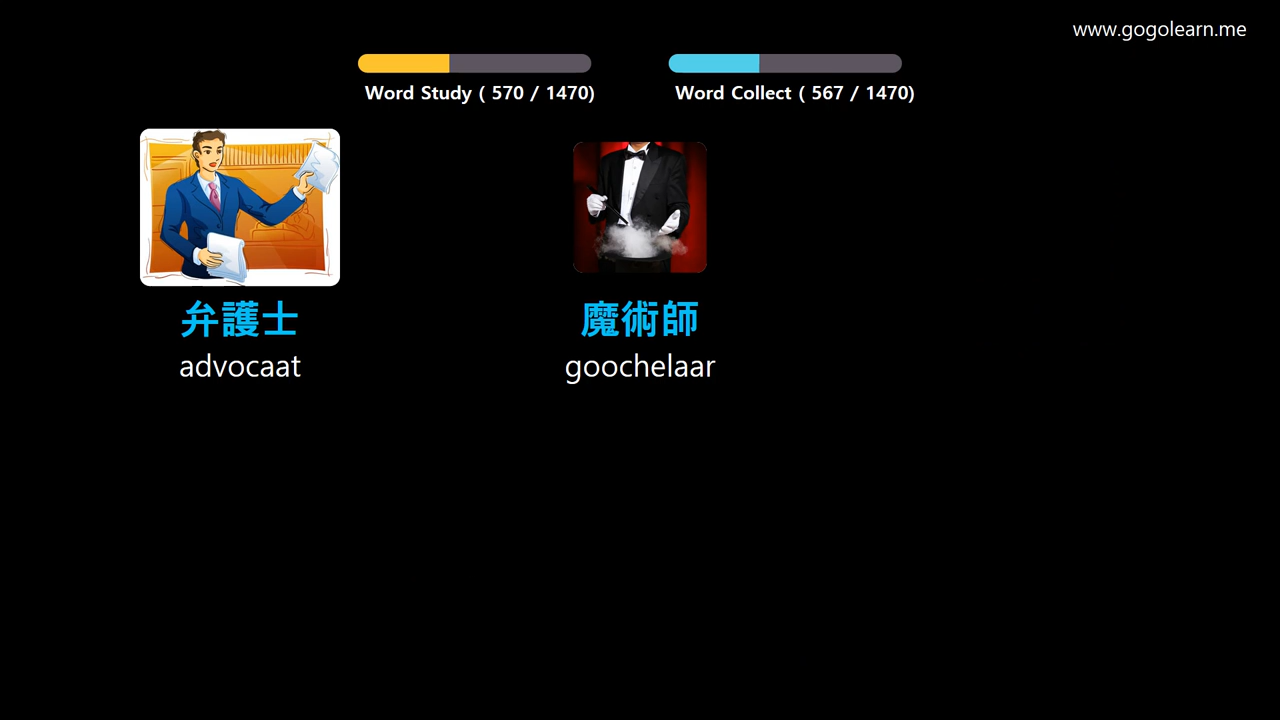 www.gogolearn.me
Word Study ( 570 / 1470)
Word Collect ( 567 / 1470)
弁護士
advocaat
魔術師
goochelaar